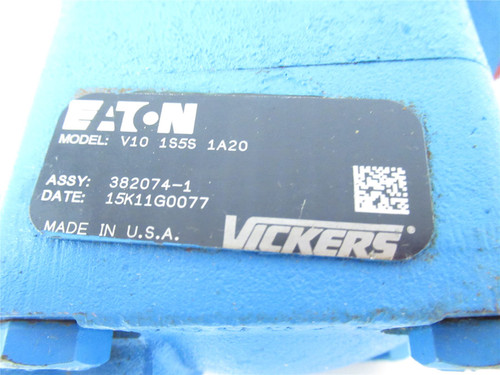 EATON
MODEL: V10 1S5S 1A20
ASSY: 382074-1
DATE: 15K11G0077
MADE IN U.S.A.
VICKERS®